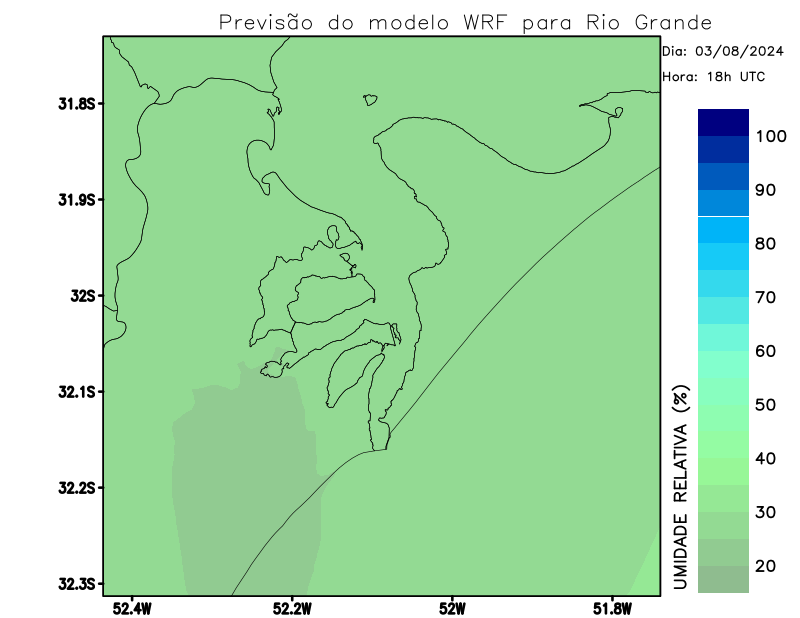 Previsão do modelo WRF para Rio Grande
Dia: 03/08/2024
Hora: 18h UTC
31.8S
31.9S
32S
32.1S
32.2S
32.3S
52.4W
52.2W
52W
51.8W
100
90
80
70
60
50
40
30
20
UMIDADE RELATIVA (%)